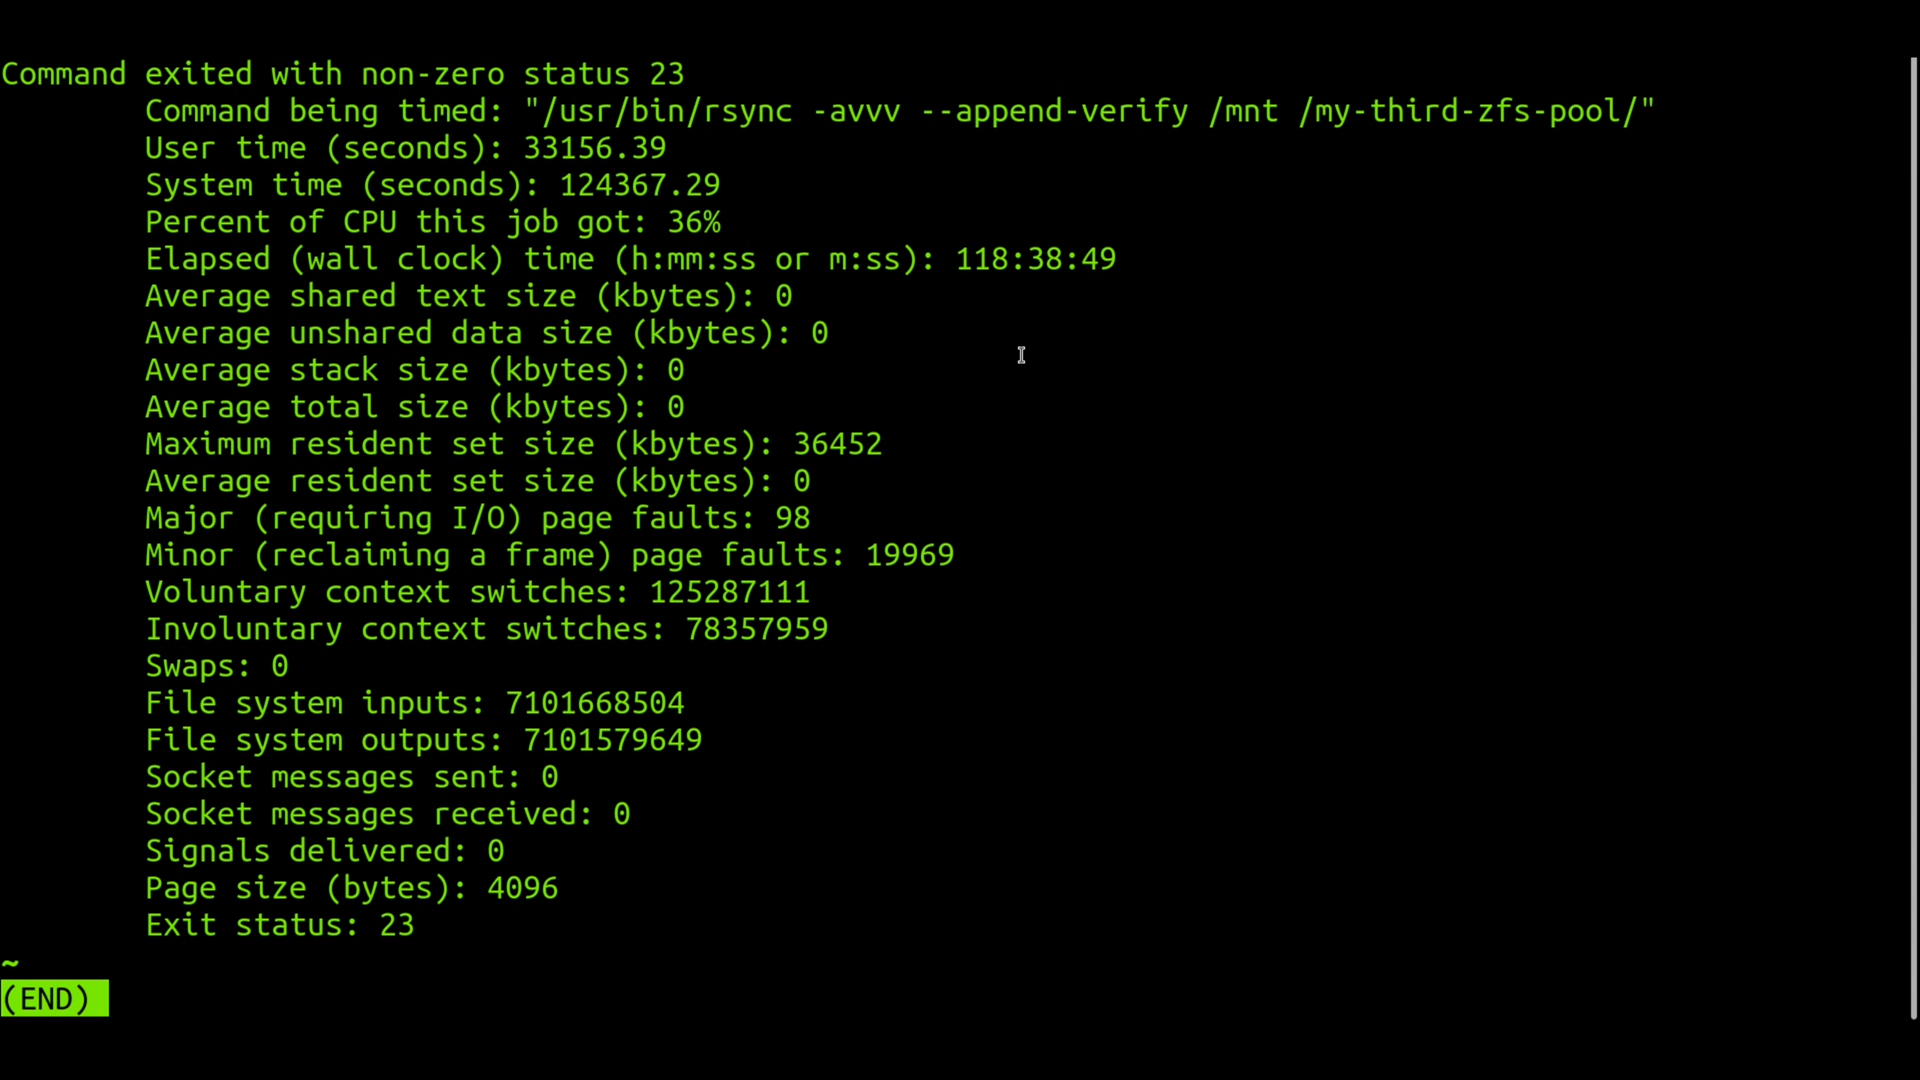 Command exited with non-zero status 23
Command being timed: "/usr/bin/rsync -avvv --append-verify /mnt /my-third-zfs-pool/"
User time (seconds): 33156.39
System time (seconds): 124367.29
Percent of CPU this job got: 36%
Elapsed (wall clock) time (h:mm:ss or m:ss): 118:38:49
Average shared text size (kbytes): 0
Average unshared data size (kbytes): 0
Average stack size (kbytes): 0
Average total size (kbytes): 0
Maximum resident set size (kbytes): 36452
Average resident set size (kbytes): 0
Major (requiring I/O) page faults: 98
Minor (reclaiming a frame) page faults: 19969
Voluntary context switches: 125287111
Involuntary context switches: 78357959
Swaps: 0
File system inputs: 7101668504
File system outputs: 7101579649
Socket messages sent: 0
Socket messages received: 0
Signals delivered: 0
Page size (bytes): 4096
Exit status: 23
~
(END)